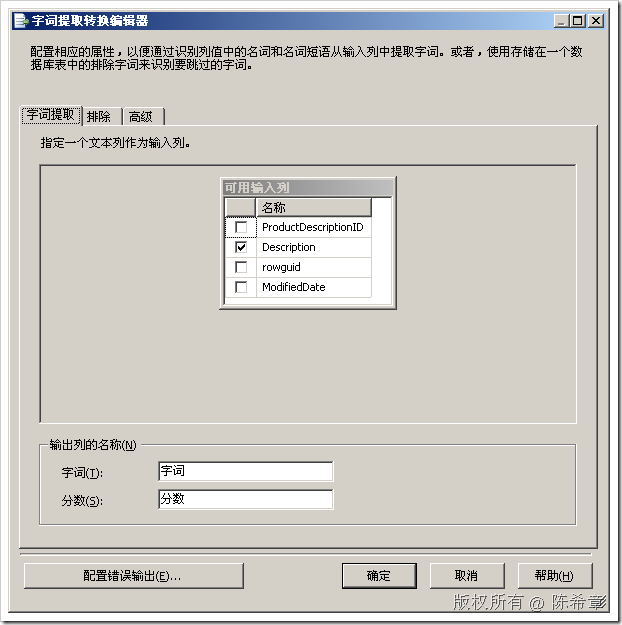 字词提取转换编辑器
配置相应的属性，以便通过识别列值中的名词和名词短语从输入列中提取字词。或者，使用存储在一个数
据库表中的排除字词来识别要跳过的字词。
字词提取 排除 高级
指定一个文本列作为输入列。
可用输入列
名称
ProductDescriptionID
Description
rowguid
ModifiedDate
输出列的名称(N)
字词(T): 字词
分数(S): 分数
配置错误输出(E)... 确定 取消 帮助(H)
版权所有 @ 陈希章